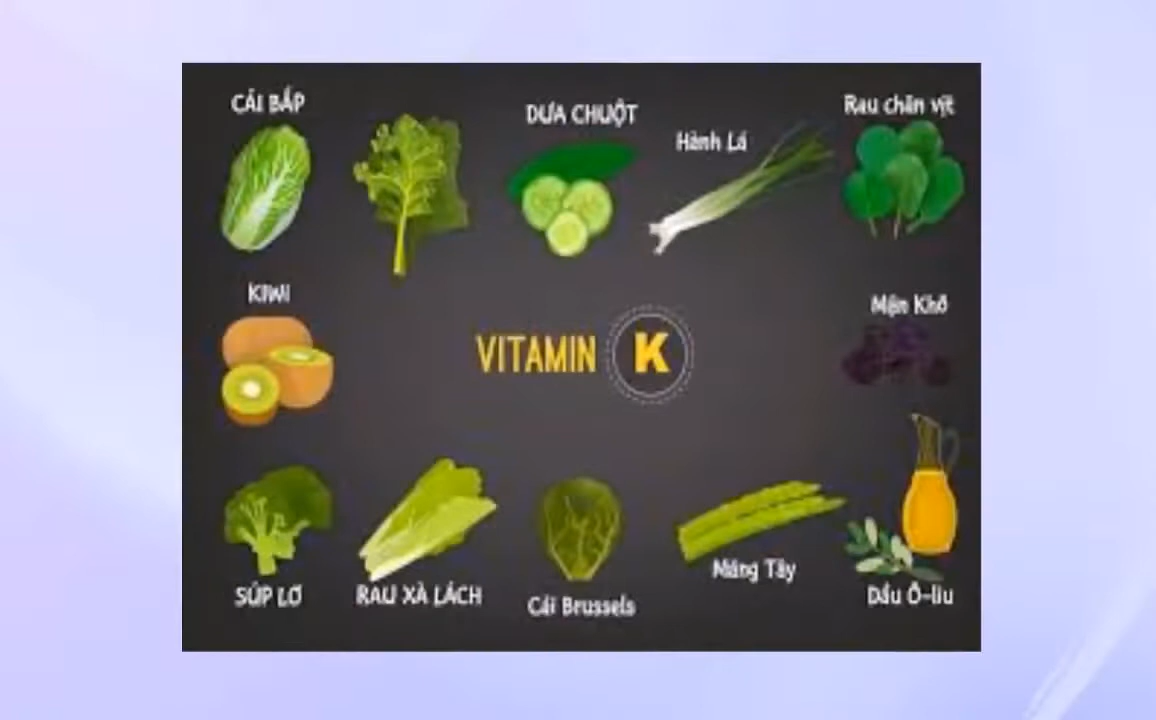 CẢI BẮP
DƯA CHUỘT
Hành Lá
Rau chân vịt
KIWI
Mận Khô
VITAMIN K
SÚP LƠ
RAU XÀ LÁCH
Cải Brussels
Măng Tây
Dầu Ô-liu